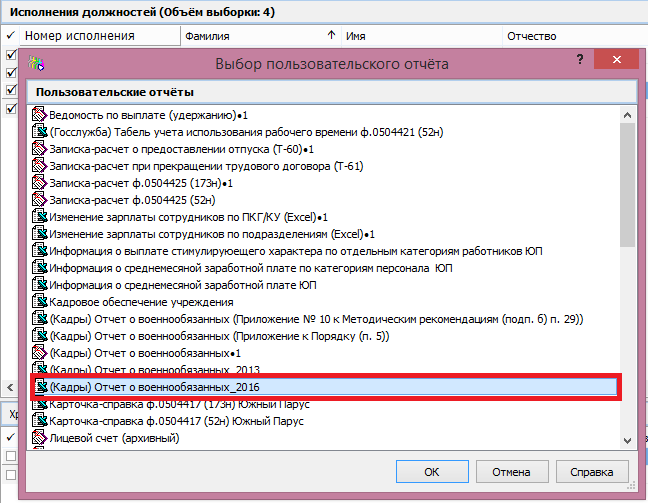 Исполнения должностей (Объём выборки: 4)
Номер исполнения Фамилия Имя Отчество
Выбор пользовательского отчёта
Пользовательские отчёты
Ведомость по выплате (удержанию)•1
(Госслужба) Табель учета использования рабочего времени ф.0504421 (52н)
Записка-расчет о предоставлении отпуска (Т-60)•1
Записка-расчет при прекращении трудового договора (Т-61)
Записка-расчет ф.0504425 (173н)•1
Записка-расчет ф.0504425 (52н)
Изменение зарплаты сотрудников по ПКГ/КУ (Excel)•1
Изменение зарплаты сотрудников по подразделениям (Excel)•1
Информация о выплате стимулируюещего характера по отдельным категориям работников ЮП
Информация о среднемесяной заработной плате по категориям персонала ЮП
Информация о среднемесяной заработной плате ЮП
Кадровое обеспечение учреждения
(Кадры) Отчет о военнообязанных (Приложение № 10 к Методическим рекомендациям (подп. б) п. 29))
(Кадры) Отчет о военнообязанных (Приложение к Порядку (п. 5))
(Кадры) Отчет о военнообязанных•1
(Кадры) Отчет о военнообязанных_2013
(Кадры) Отчет о военнообязанных_2016
Карточка-справка ф.0504417 (173н) Южный Парус
Карточка-справка ф.0504417 (52н) Южный Парус
Лицевой счет (архивный)
Хр
ОК Отмена Справка